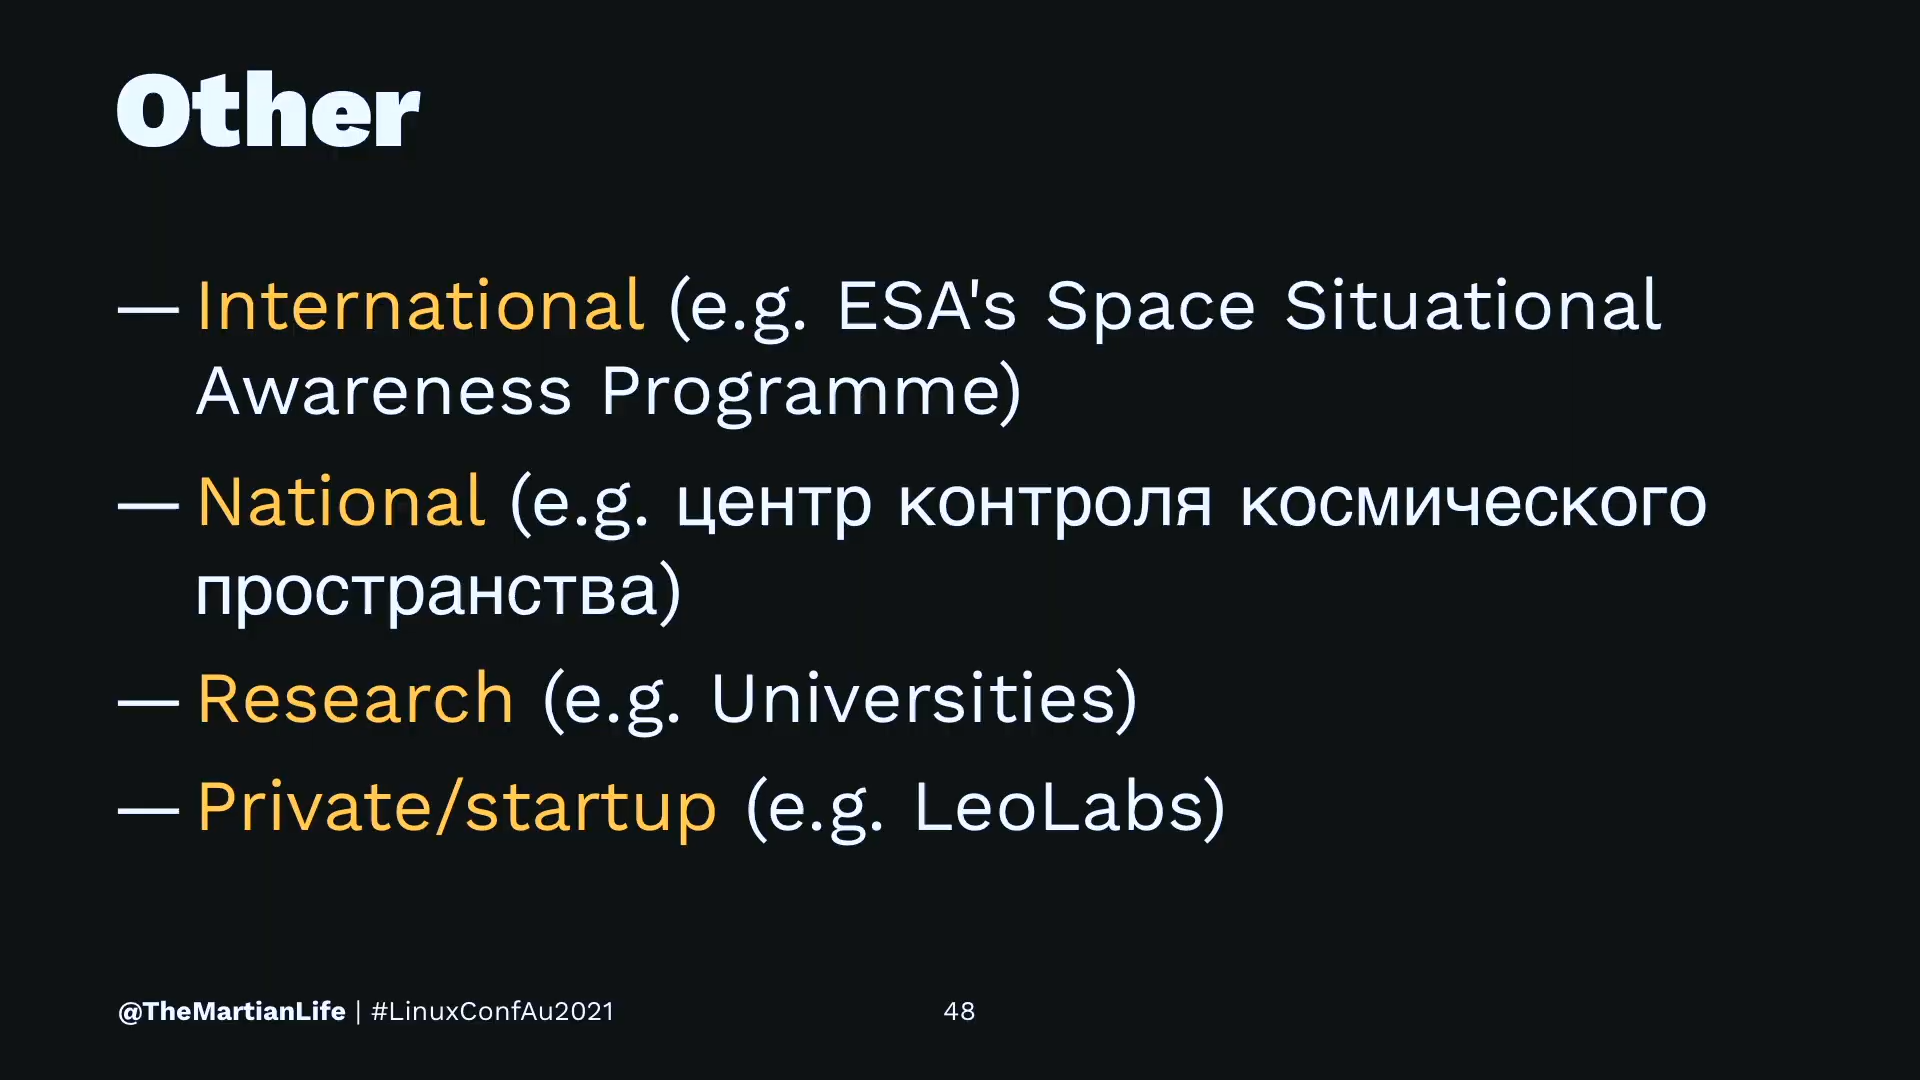 Other
— International (e.g. ESA's Space Situational
Awareness Programme)
— National (e.g. центр контроля космического
пространства)
— Research (e.g. Universities)
— Private/startup (e.g. LeoLabs)
@TheMartianLife | #LinuxConfAu2021
48